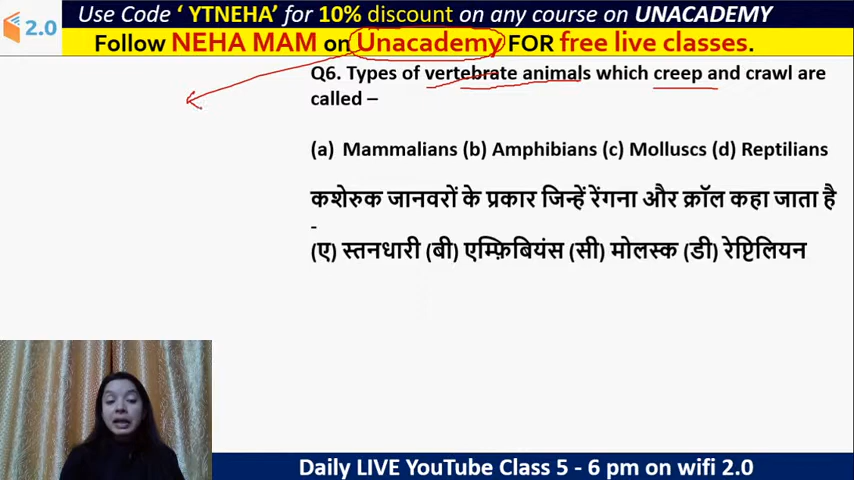 Use Code ‘ YTNEHA’ for 10% discount on any course on UNACADEMY
2.0
Follow NEHA MAM on Unacademy FOR free live classes.
Q6. Types of vertebrate animals which creep and crawl are
called –
(a) Mammalians (b) Amphibians (c) Molluscs (d) Reptilians
कशेरुक जानवरों के प्रकार जिन्हें रेंगना और क्रॉल कहा जाता है
-
(ए) स्तनधारी (बी) एम्फ़िबियंस (सी) मोलस्क (डी) रेप्टिलियन
Daily LIVE YouTube Class 5 - 6 pm on wifi 2.0